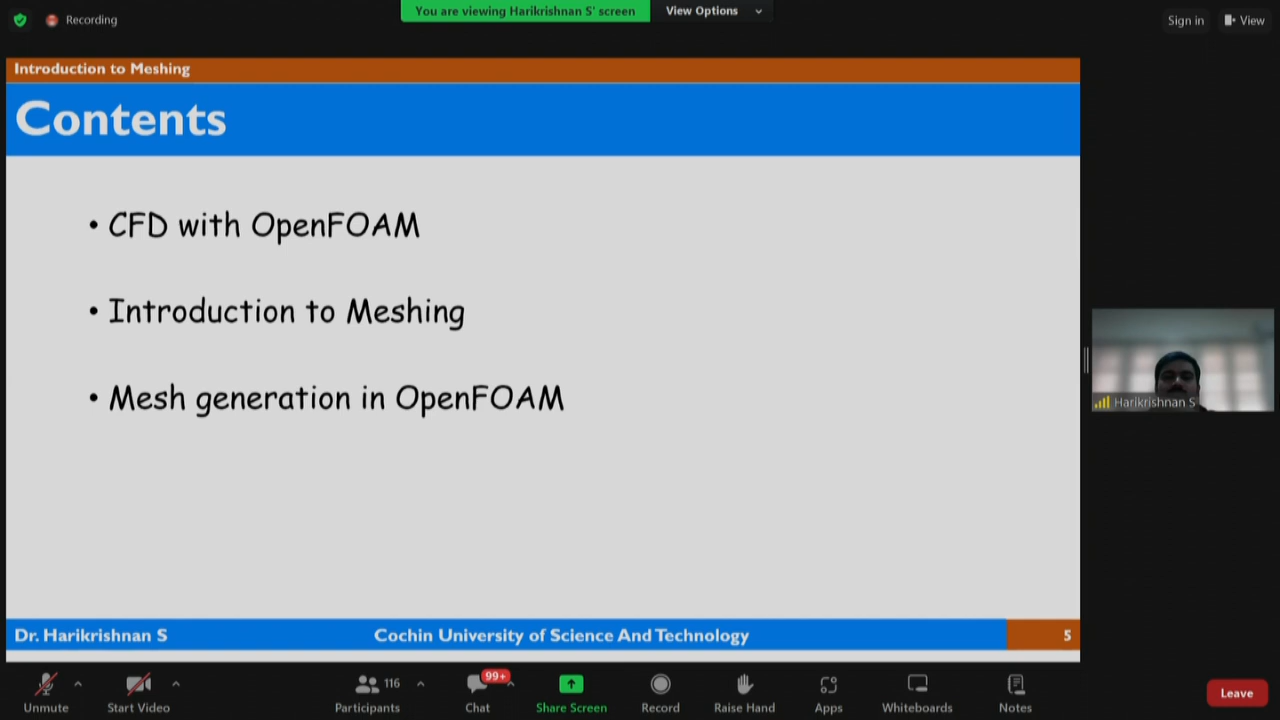 Recording
You are viewing Harikrishnan S' screen
View Options
Sign in
View
Introduction to Meshing
Contents
• CFD with OpenFOAM
• Introduction to Meshing
• Mesh generation in OpenFOAM
Harikrishnan S
Dr. Harikrishnan S
Cochin University of Science And Technology
5
Unmute
Start Video
116
Participants
99+
Chat
Share Screen
Record
Raise Hand
Apps
Whiteboards
Notes
Leave